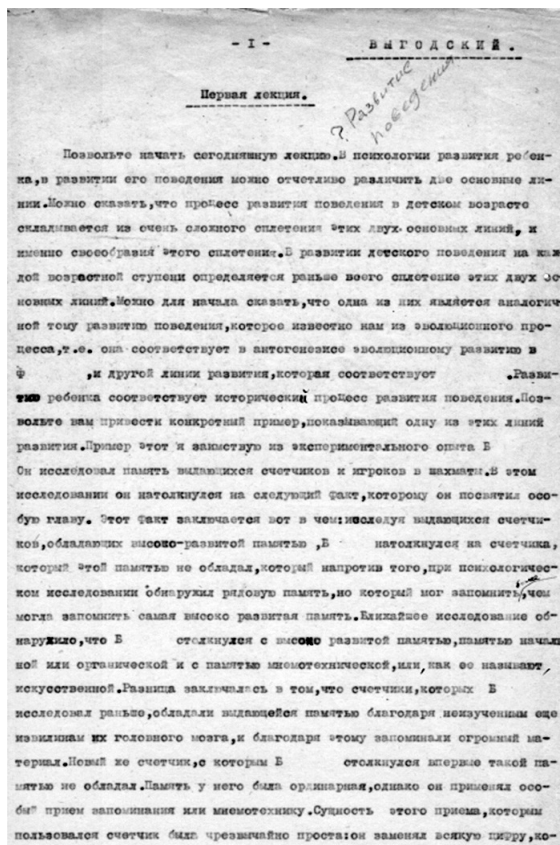 - I -
ВЫГОДСКИЙ.
Первая лекция.
? Развитие
поведения
Позвольте начать сегодняшнюю лекцию.В психологии развития ребен-
ка,в развитии его поведения можно отчетливо различить две основные ли-
нии.Можно сказать,что процесс развития поведения в детском возрасте
складывается из очень сложного сплетения этих двух основных линий, и
именно своеобразия этого сплетения.В развитии детского поведения на каж
дой возрастной ступени определяется раньше всего сплетение этих двух ос
новных линий.Можно для начала сказать,что одна из них является аналогич
ной тому развитию поведения,которое известно нам из эволюционного про-
цесса,т.е. она соответствует в антогенезисе эволюционному развитию в
Ф ,и другой линии развития,которая соответствует .Разви-
тию ребенка соответствует исторический процесс развития поведения.Поз-
вольте вам привести конкретный пример,показывающий одну из этих линий
развития.Пример этот я заимствую из экспериментального опыта Б
Он исследовал память выдающихся счетчиков и игроков в шахматы.В этом
исследовании он натолкнулся на следующий факт,которому он посвятил осо-
бую главу. Этот факт заключается вот в чем:исследуя выдающихся счетчи-
ков,обладающих высоко-развитой памятью ,Б натолкнулся на счетчика,
который этой памятью не обладал,который напротив того,при психологичес-
ком исследовании обнаружил рядовую память,но который мог запомнить,чем
могла запомнить самая высоко развитая память.Ближайшее исследование об-
наружило,что Б столкнулся с высоко развитой памятью,памятью началь
ной или органической и с памятью мнемотехнической,или,как ее называют,
искусственной.Разница заключалась в том,что счетчики,которых Б
исследовал раньше,обладали выдающейся памятью благодаря неизученным еще
извилинам их головного мозга,и благодаря этому запоминали огромный ма-
териал.Новый же счетчик,с которым Б столкнулся впервые такой па-
мятью не обладал.Память у него была ординарная,однако он применял осо-
бый прием запоминания или мнемотехнику.Сущность этого приема,которым
пользовался счетчик была чрезвычайно проста:он заменял всякую цифру,ко-